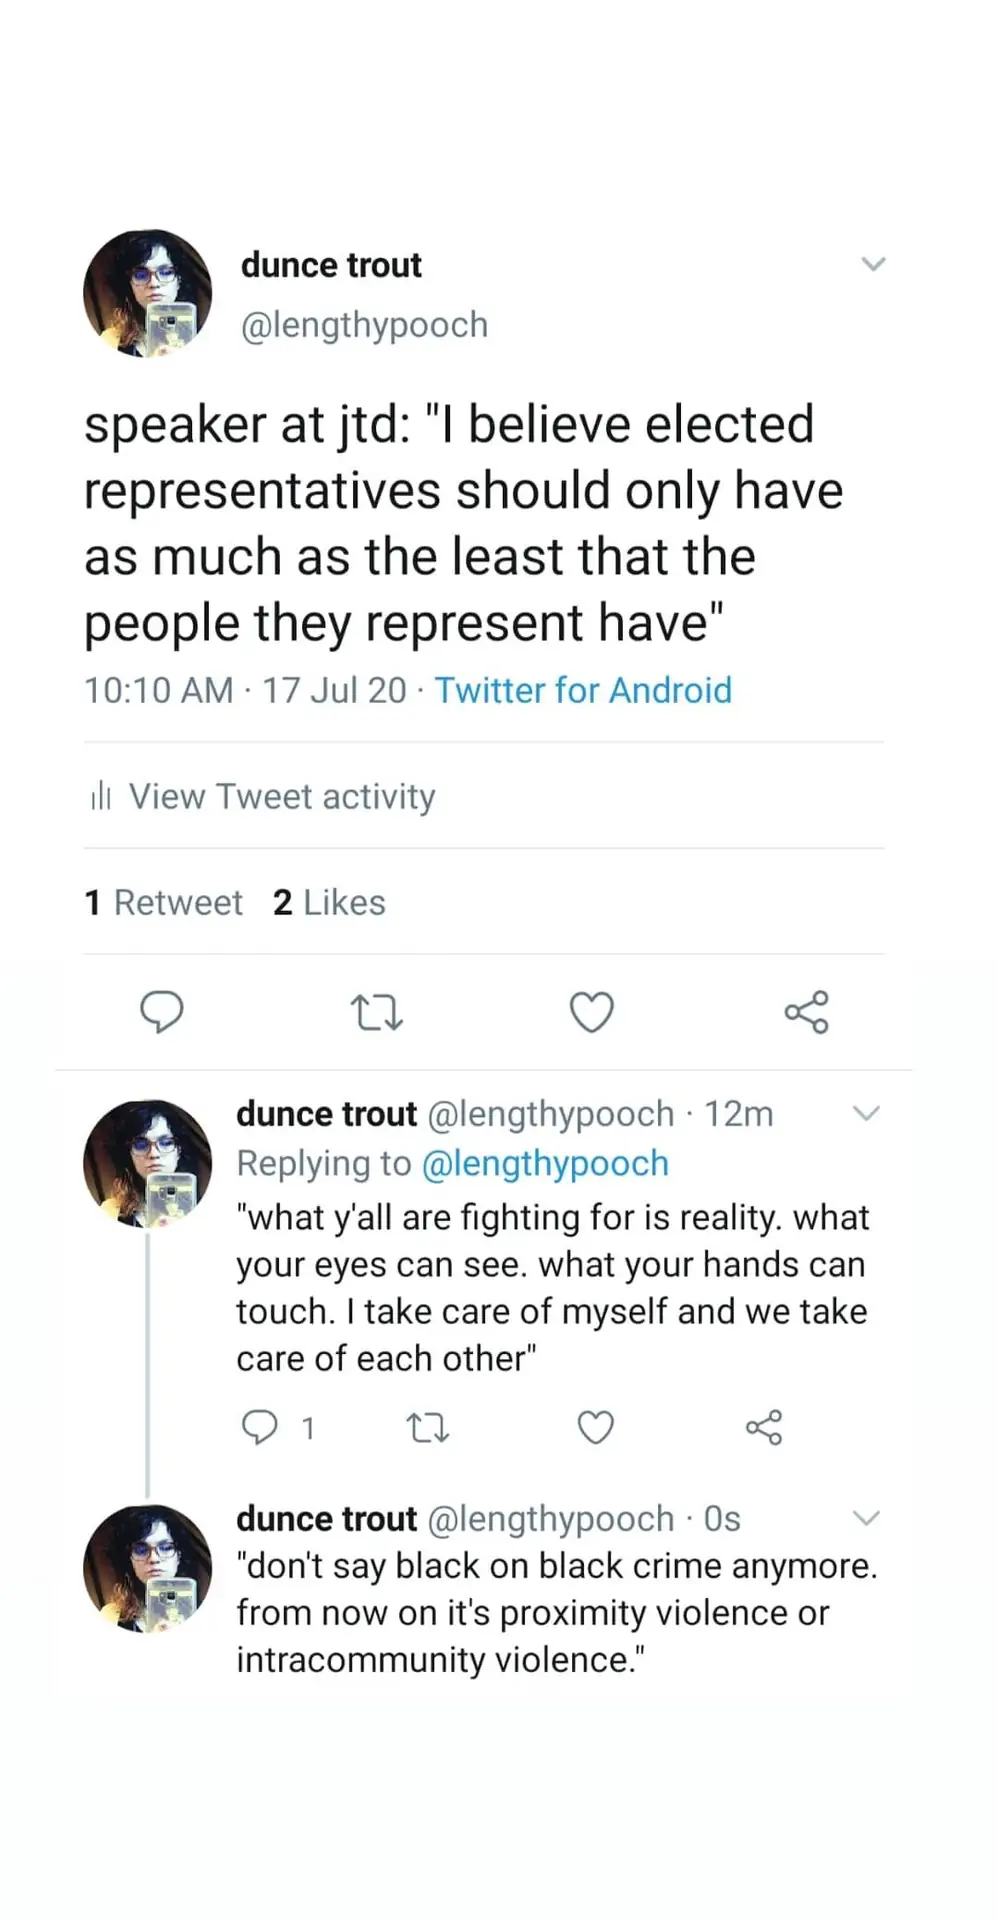 dunce trout
@lengthypooch
speaker at jtd: "I believe elected
representatives should only have
as much as the least that the
people they represent have"
10:10 AM · 17 Jul 20 · Twitter for Android
View Tweet activity
1 Retweet 2 Likes
dunce trout @lengthypooch · 12m
Replying to @lengthypooch
"what y'all are fighting for is reality. what
your eyes can see. what your hands can
touch. I take care of myself and we take
care of each other"
1
dunce trout @lengthypooch · 0s
"don't say black on black crime anymore.
from now on it's proximity violence or
intracommunity violence."